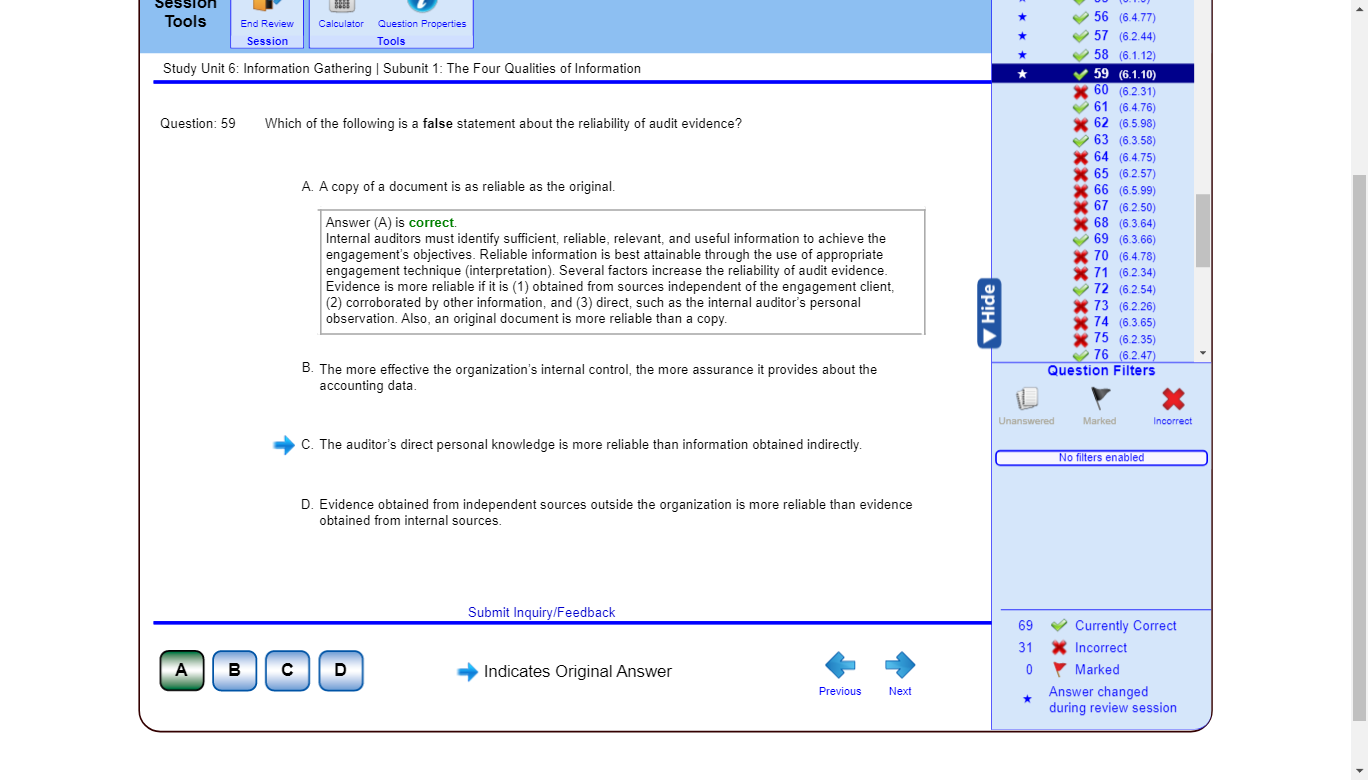 Session
Tools
End Review
Session
Calculator
Question Properties
Tools
Study Unit 6: Information Gathering | Subunit 1: The Four Qualities of Information
Question: 59
Which of the following is a false statement about the reliability of audit evidence?
A. A copy of a document is as reliable as the original.
Answer (A) is correct.
Internal auditors must identify sufficient, reliable, relevant, and useful information to achieve the
engagement's objectives. Reliable information is best attainable through the use of appropriate
engagement technique (interpretation). Several factors increase the reliability of audit evidence.
Evidence is more reliable if it is (1) obtained from sources independent of the engagement client,
(2) corroborated by other information, and (3) direct, such as the internal auditor's personal
observation. Also, an original document is more reliable than a copy.
B. The more effective the organization's internal control, the more assurance it provides about the
accounting data.
C. The auditor's direct personal knowledge is more reliable than information obtained indirectly.
D. Evidence obtained from independent sources outside the organization is more reliable than evidence
obtained from internal sources.
Submit Inquiry/Feedback
A
B
C
D
Indicates Original Answer
Previous
Next
Hide
56 (6.4.77)
57 (6.2.44)
58 (6.1.12)
59 (6.1.10)
60 (6.2.31)
61 (6.4.76)
62 (6.5.98)
63 (6.3.58)
64 (6.4.75)
65 (6.2.57)
66 (6.5.99)
67 (6.2.50)
68 (6.3.64)
69 (6.3.66)
70 (6.4.78)
71 (6.2.34)
72 (6.2.54)
73 (6.2.26)
74 (6.3.65)
75 (6.2.35)
76 (6.2.47)
Question Filters
Unanswered
Marked
Incorrect
No filters enabled
69 Currently Correct
31 Incorrect
0 Marked
Answer changed
during review session